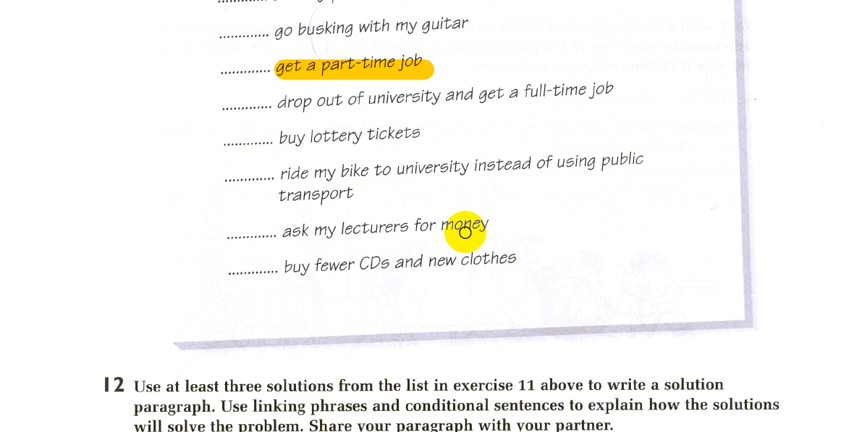 ............. go busking with my guitar
............. get a part-time job
............. drop out of university and get a full-time job
............. buy lottery tickets
............. ride my bike to university instead of using public
transport
............. ask my lecturers for money
............. buy fewer CDs and new clothes
12 Use at least three solutions from the list in exercise 11 above to write a solution
paragraph. Use linking phrases and conditional sentences to explain how the solutions
will solve the problem. Share your paragraph with your partner.